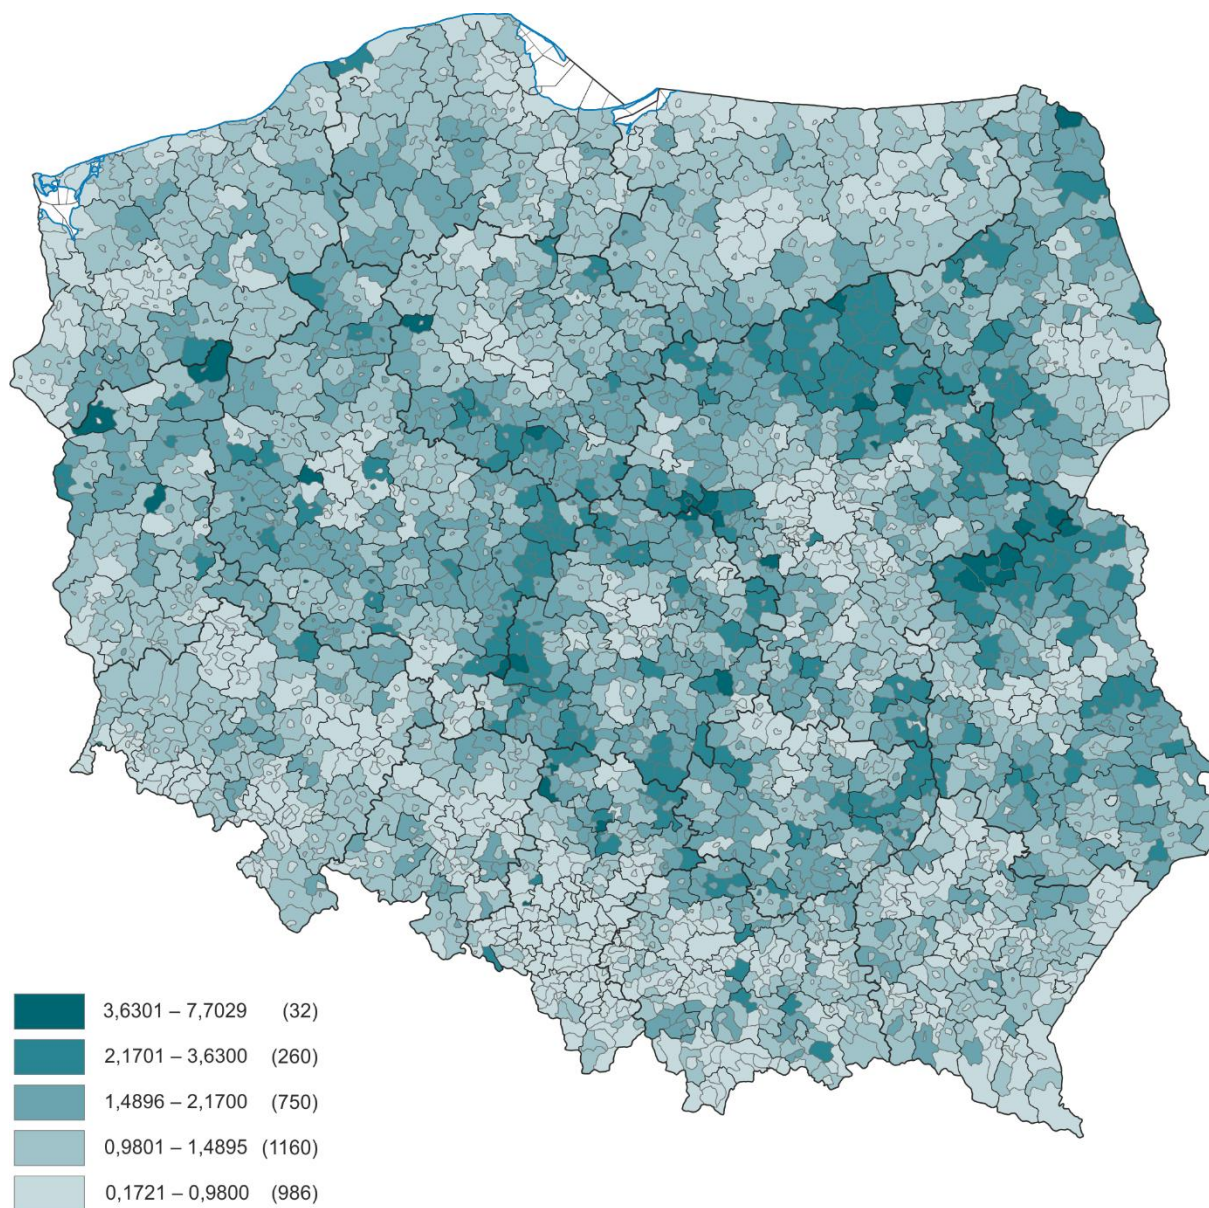 3,6301 – 7,7029 (32)
2,1701 – 3,6300 (260)
1,4896 – 2,1700 (750)
0,9801 – 1,4895 (1160)
0,1721 – 0,9800 (986)